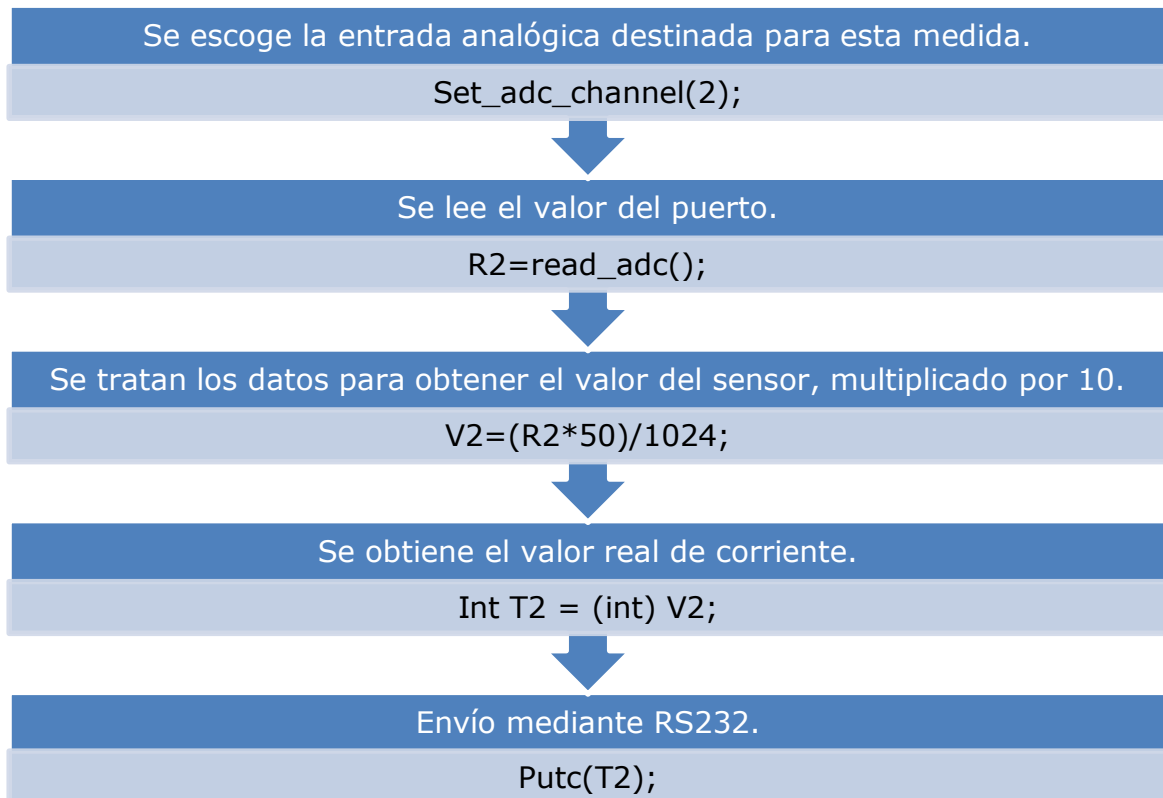 Se escoge la entrada analógica destinada para esta medida.
Set_adc_channel(2);
Se lee el valor del puerto.
R2=read_adc();
Se tratan los datos para obtener el valor del sensor, multiplicado por 10.
V2=(R2*50)/1024;
Se obtiene el valor real de corriente.
Int T2 = (int) V2;
Envío mediante RS232.
Putc(T2);